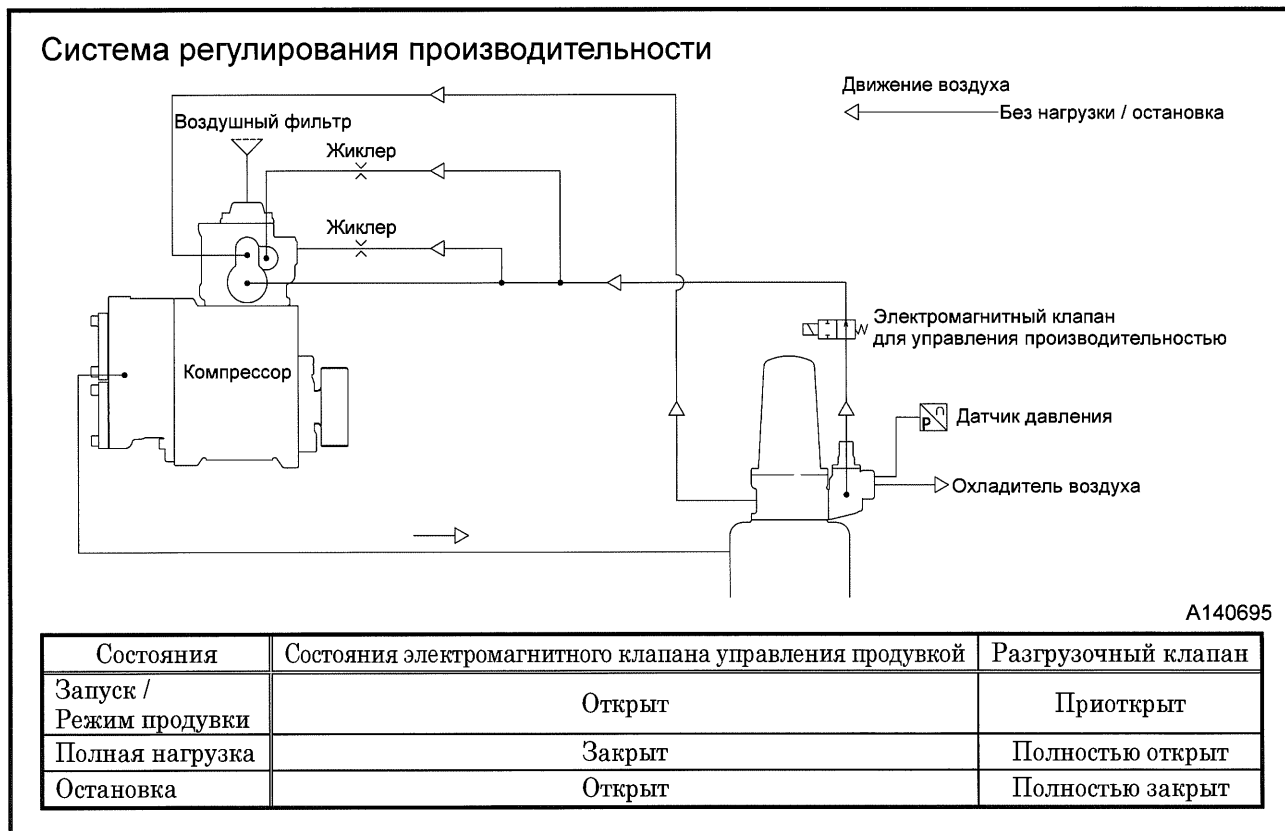 Система регулирования производительности
Движение воздуха
Без нагрузки / остановка
Воздушный фильтр
Жиклер
Жиклер
Электромагнитный клапан
для управления производительностью
Компрессор
P
Датчик давления
Охладитель воздуха
A140695
Состояния Состояния электромагнитного клапана управления продувкой Разгрузочный клапан
Запуск /
Режим продувки Открыт Приоткрыт
Полная нагрузка Закрыт Полностью открыт
Остановка Открыт Полностью закрыт